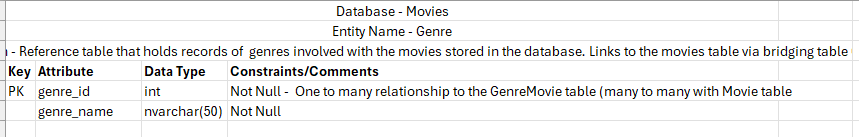 Database - Movies
Entity Name - Genre
- Reference table that holds records of genres involved with the movies stored in the database. Links to the movies table via bridging table
Key Attribute Data Type Constraints/Comments
PK genre_id int Not Null - One to many relationship to the GenreMovie table (many to many with Movie table
genre_name nvarchar(50) Not Null